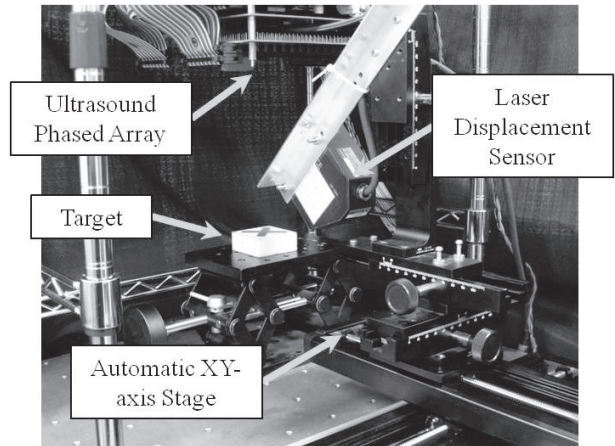 Ultrasound
Phased Array
Laser
Displacement
Sensor
Target
Automatic XY-
axis Stage